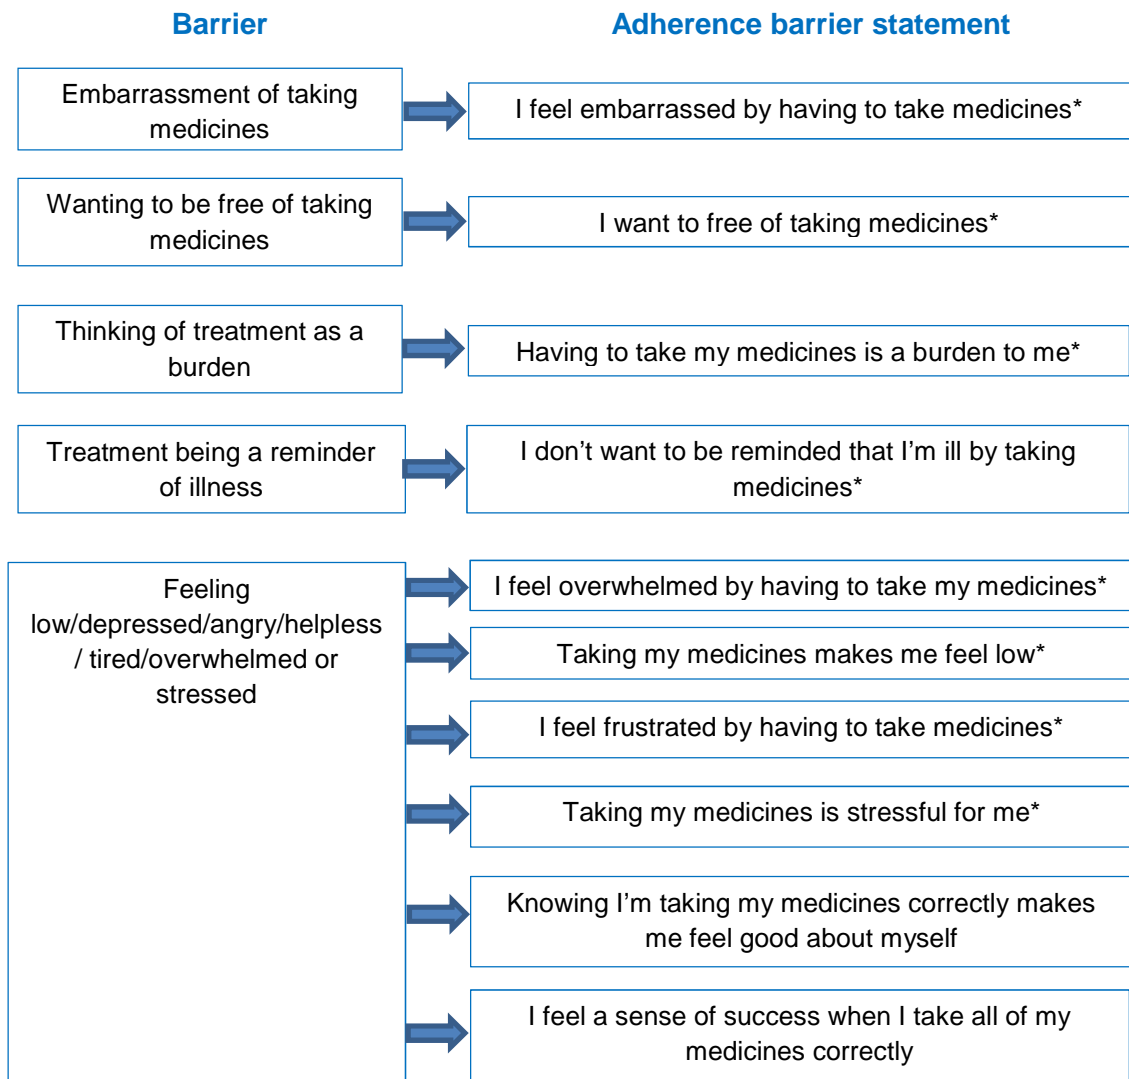 Barrier
Adherence barrier statement
Embarrassment of taking
medicines
I feel embarrassed by having to take medicines*
Wanting to be free of taking
medicines
I want to free of taking medicines*
Thinking of treatment as a
burden
Having to take my medicines is a burden to me*
Treatment being a reminder
of illness
I don’t want to be reminded that I’m ill by taking
medicines*
Feeling
low/depressed/angry/helpless
/ tired/overwhelmed or
stressed
I feel overwhelmed by having to take my medicines*
Taking my medicines makes me feel low*
I feel frustrated by having to take medicines*
Taking my medicines is stressful for me*
Knowing I’m taking my medicines correctly makes
me feel good about myself
I feel a sense of success when I take all of my
medicines correctly